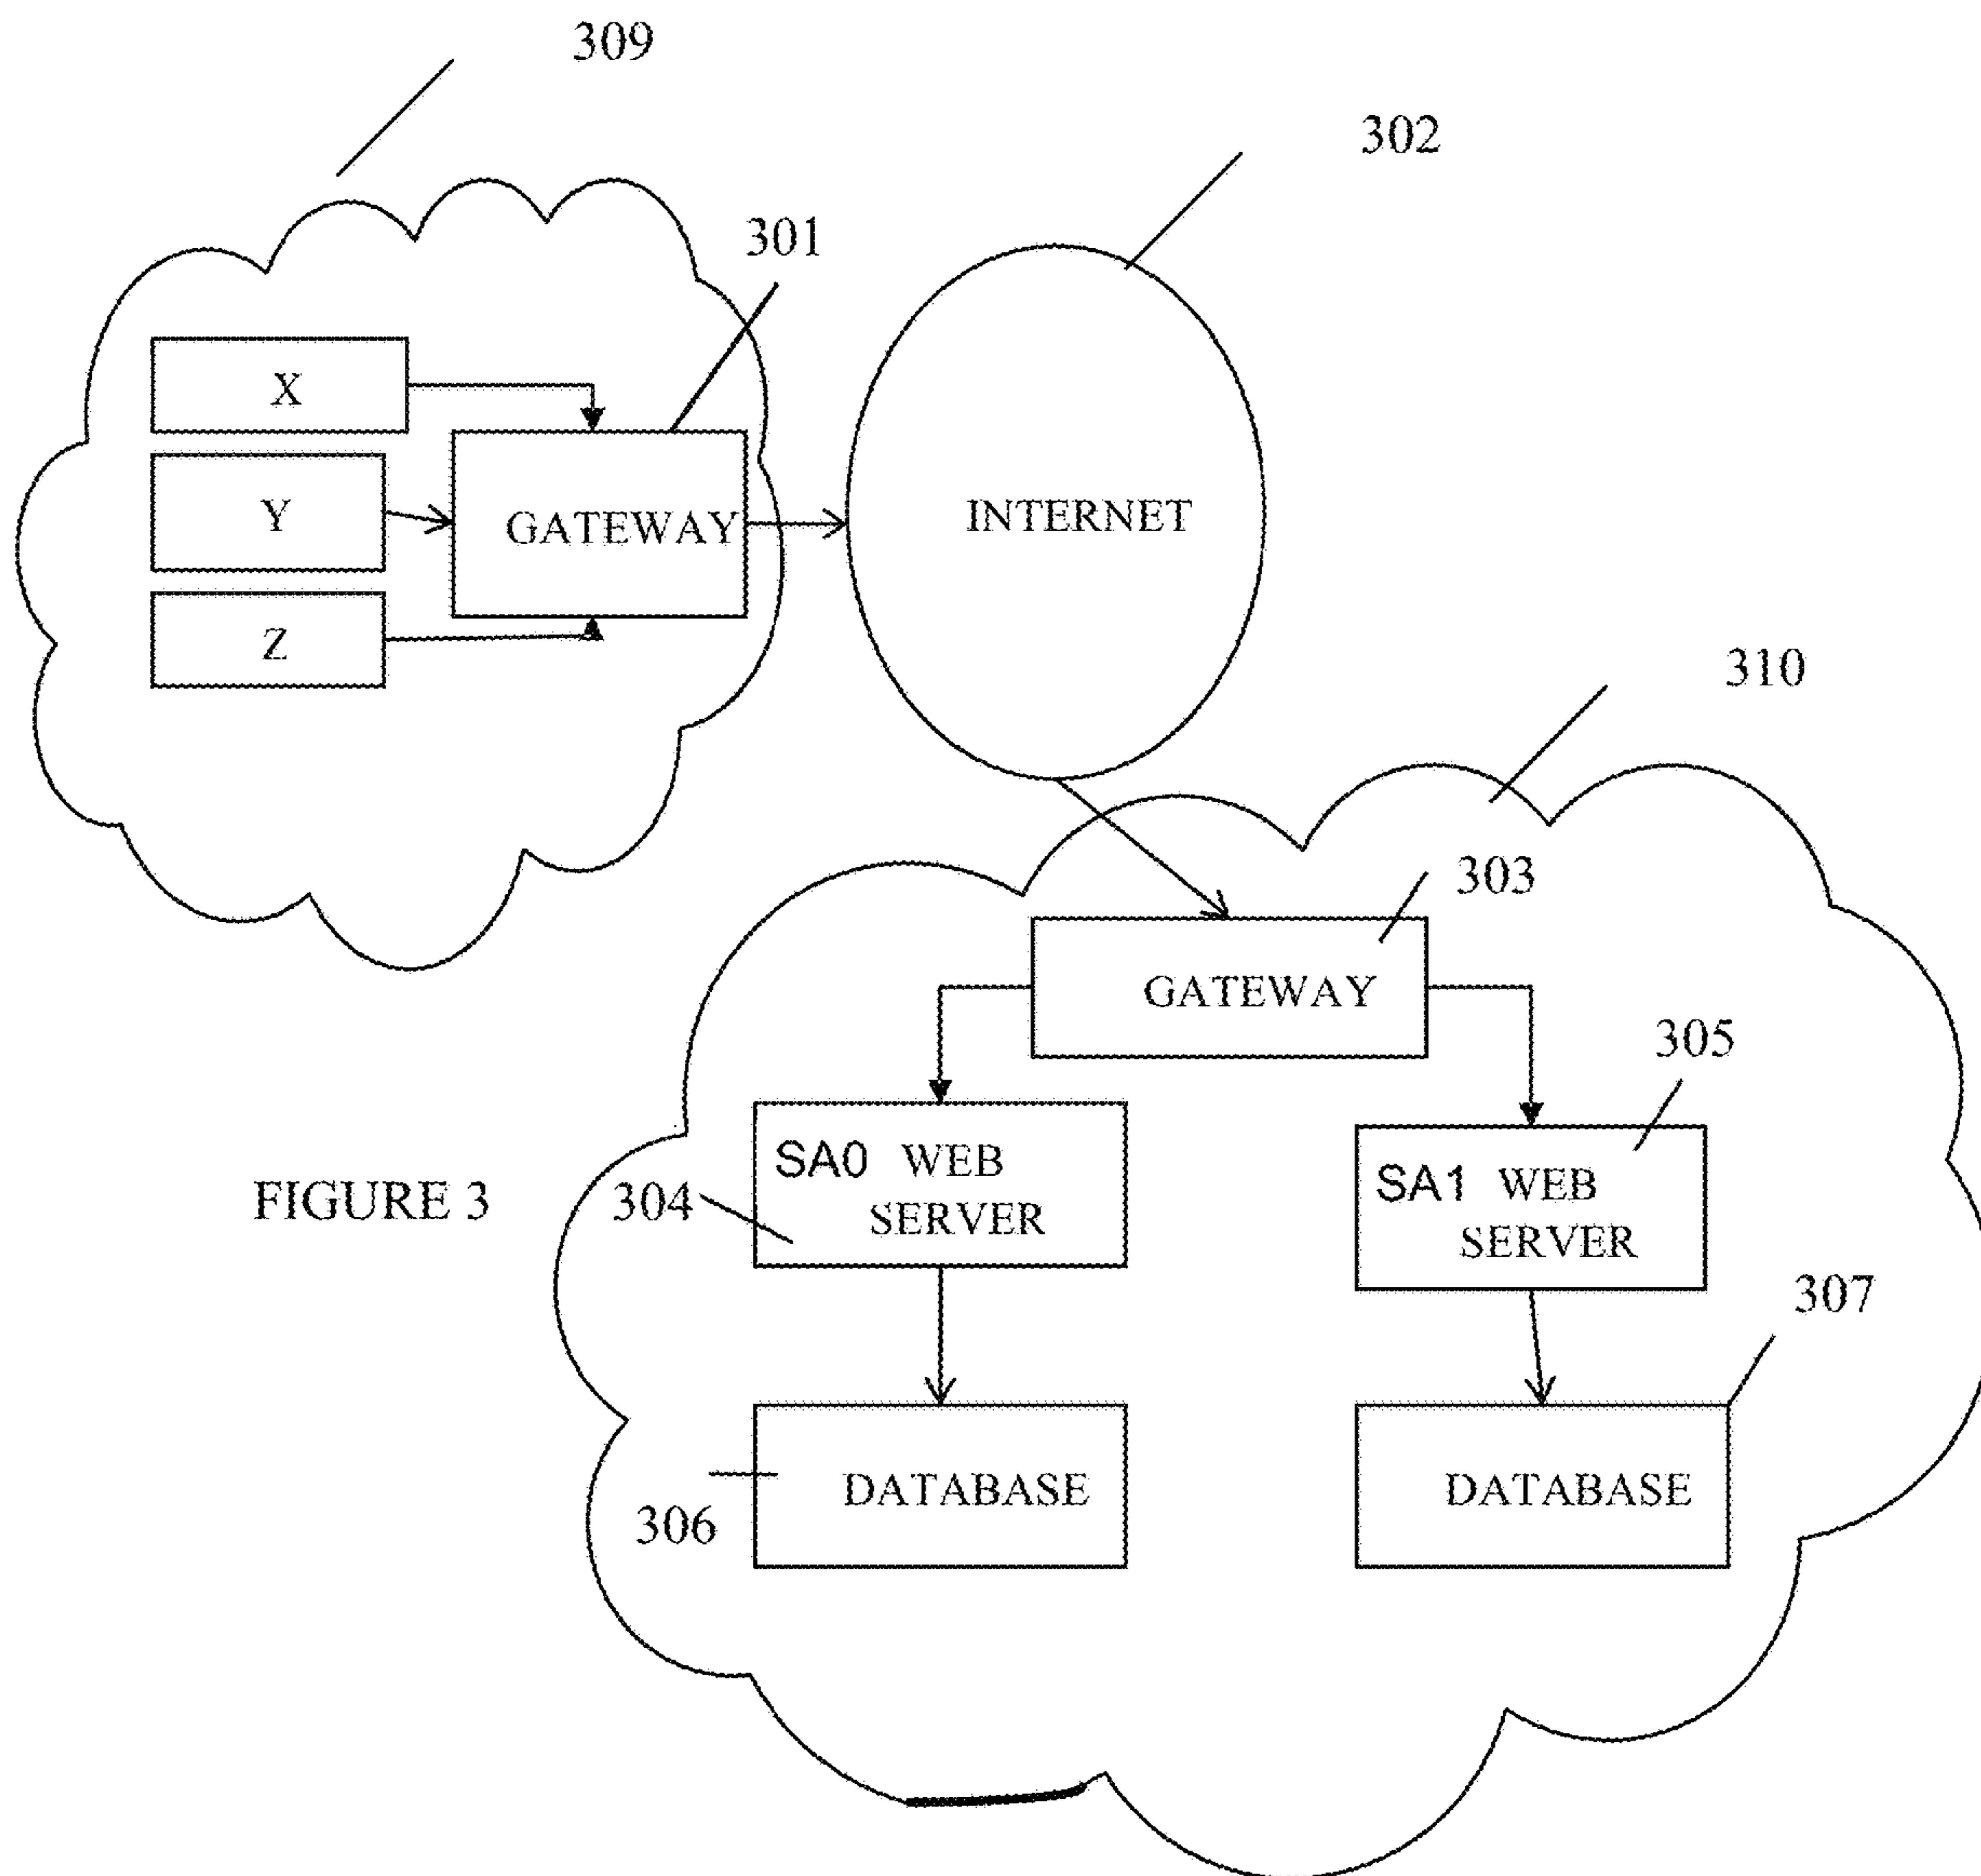 309
302
301
X
Y
GATEWAY
INTERNET
Z
310
303
GATEWAY
305
SA0 WEB
SERVER
SA1 WEB
SERVER
FIGURE 3
304
307
DATABASE
DATABASE
306